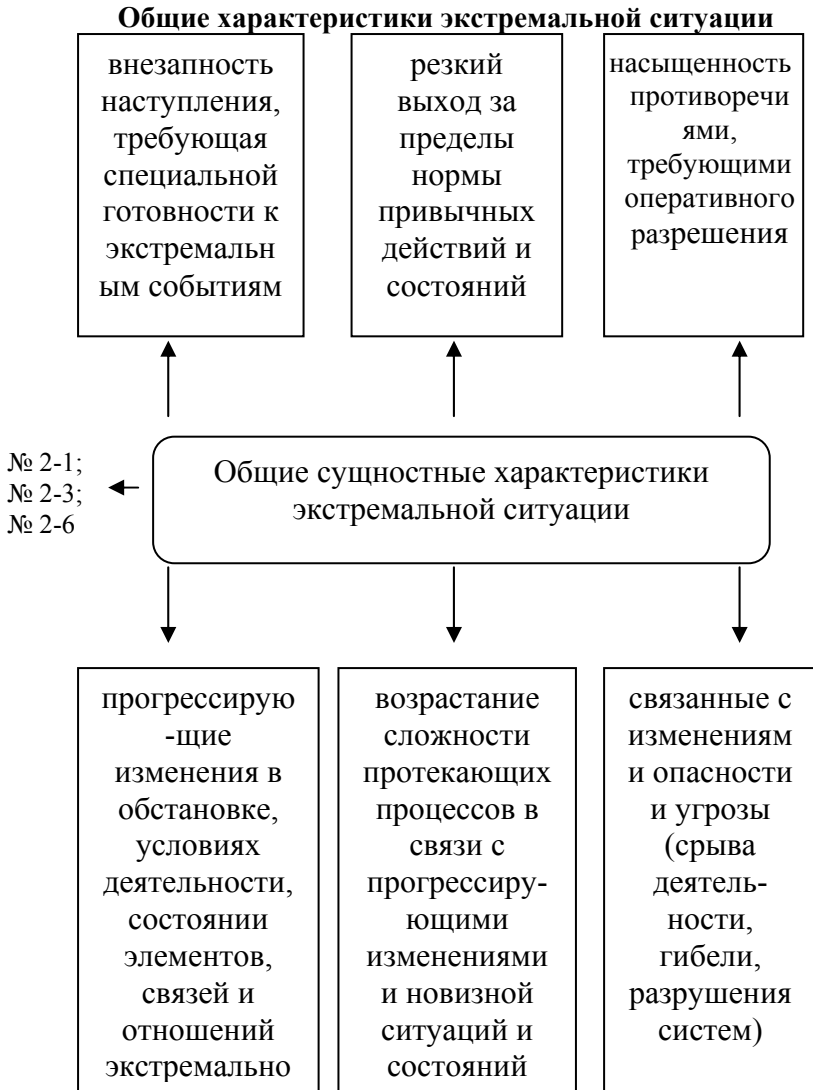 Общие характеристики экстремальной ситуации
внезапность
наступления,
требующая
специальной
готовности к
экстремальн
ым событиям
резкий
выход за
пределы
нормы
привычных
действий и
состояний
насыщенность
противоречи
ями,
требующими
оперативного
разрешения
№ 2-1;
№ 2-3;
№ 2-6
Общие сущностные характеристики
экстремальной ситуации
прогрессирую
-щие
изменения в
обстановке,
условиях
деятельности,
состоянии
элементов,
связей и
отношений
экстремально
возрастание
сложности
протекающих
процессов в
связи с
прогрессиру-
ющими
изменениями
и новизной
ситуаций и
состояний
связанные с
изменениям
и опасности
и угрозы
(срыва
деятель-
ности,
гибели,
разрушения
систем)